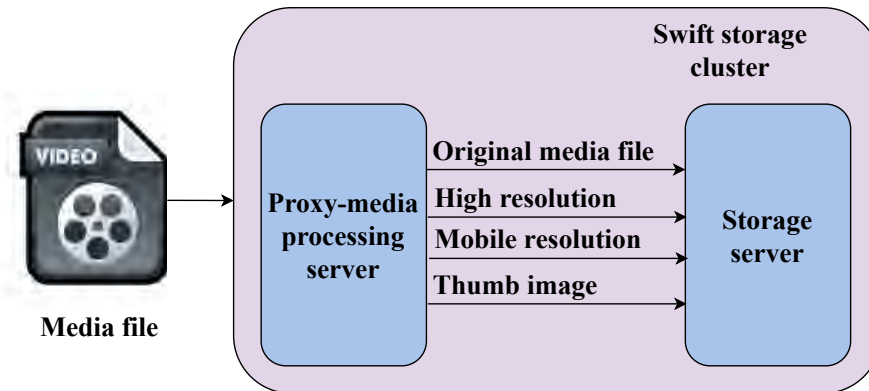 Swift storage
cluster
VIDEO
Original media file
High resolution
Proxy-media
processing
server
Mobile resolution
Storage
server
Thumb image
Media file